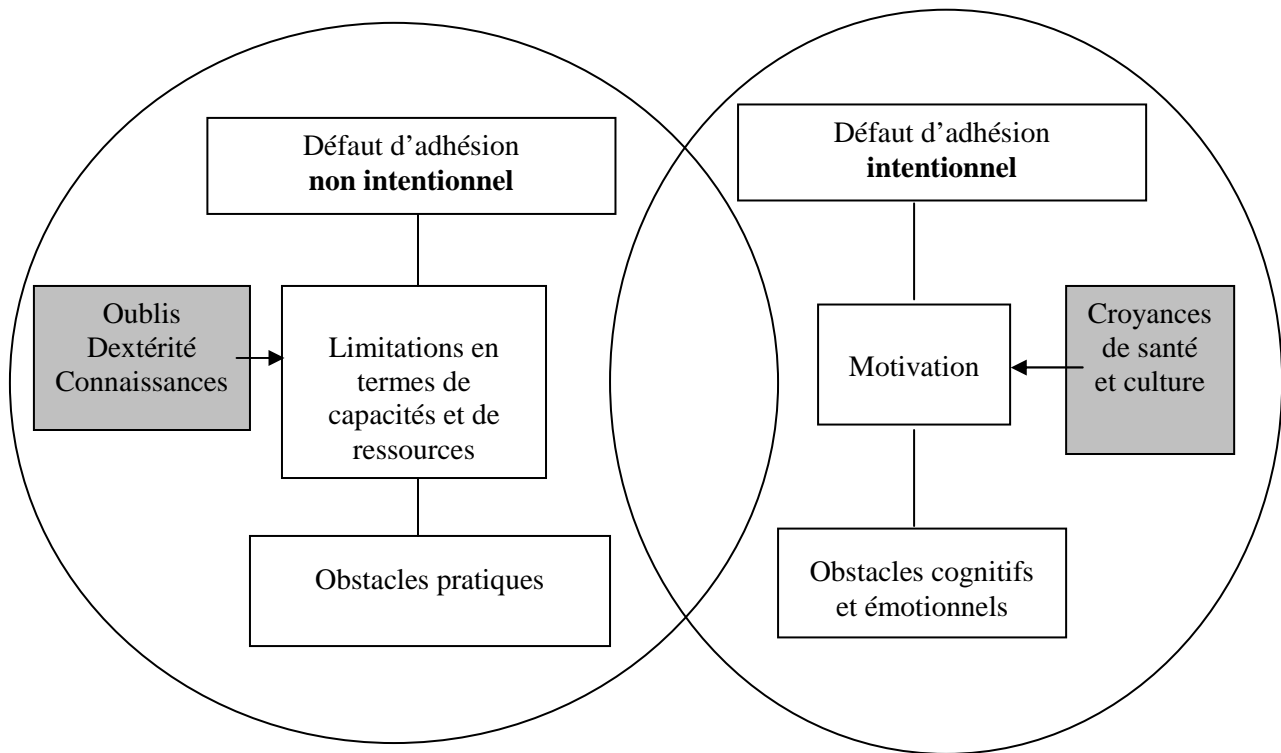 Défaut d’adhésion
non intentionnel
Oublis
Dextérité
Connaissances
Limitations en
termes de
capacités et de
ressources
Obstacles pratiques
Défaut d’adhésion
intentionnel
Motivation
Croyances
de santé
et culture
Obstacles cognitifs
et émotionnels